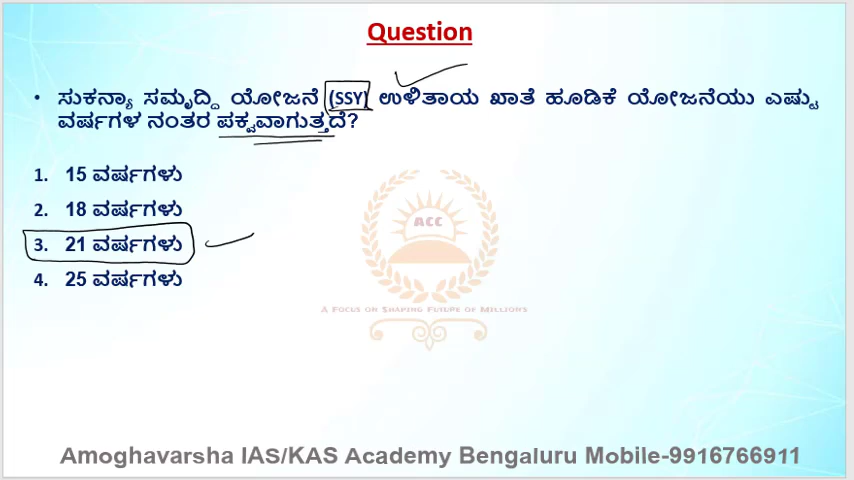 Question
• ಸುಕನ್ಯಾ ಸಮೃದ್ದಿ ಯೋಜನೆ (SSY) ಉಳಿತಾಯ ಖಾತೆ ಹೂಡಿಕೆ ಯೋಜನೆಯು ಎಷ್ಟು
ವರ್ಷಗಳ ನಂತರ ಪಕ್ವವಾಗುತ್ತದೆ?
1. 15 ವರ್ಷಗಳು
2. 18 ವರ್ಷಗಳು
3. 21 ವರ್ಷಗಳು
4. 25 ವರ್ಷಗಳು
ACC
A Focus on Shaping Future of Millions
Amoghavarsha IAS/KAS Academy Bengaluru Mobile-9916766911